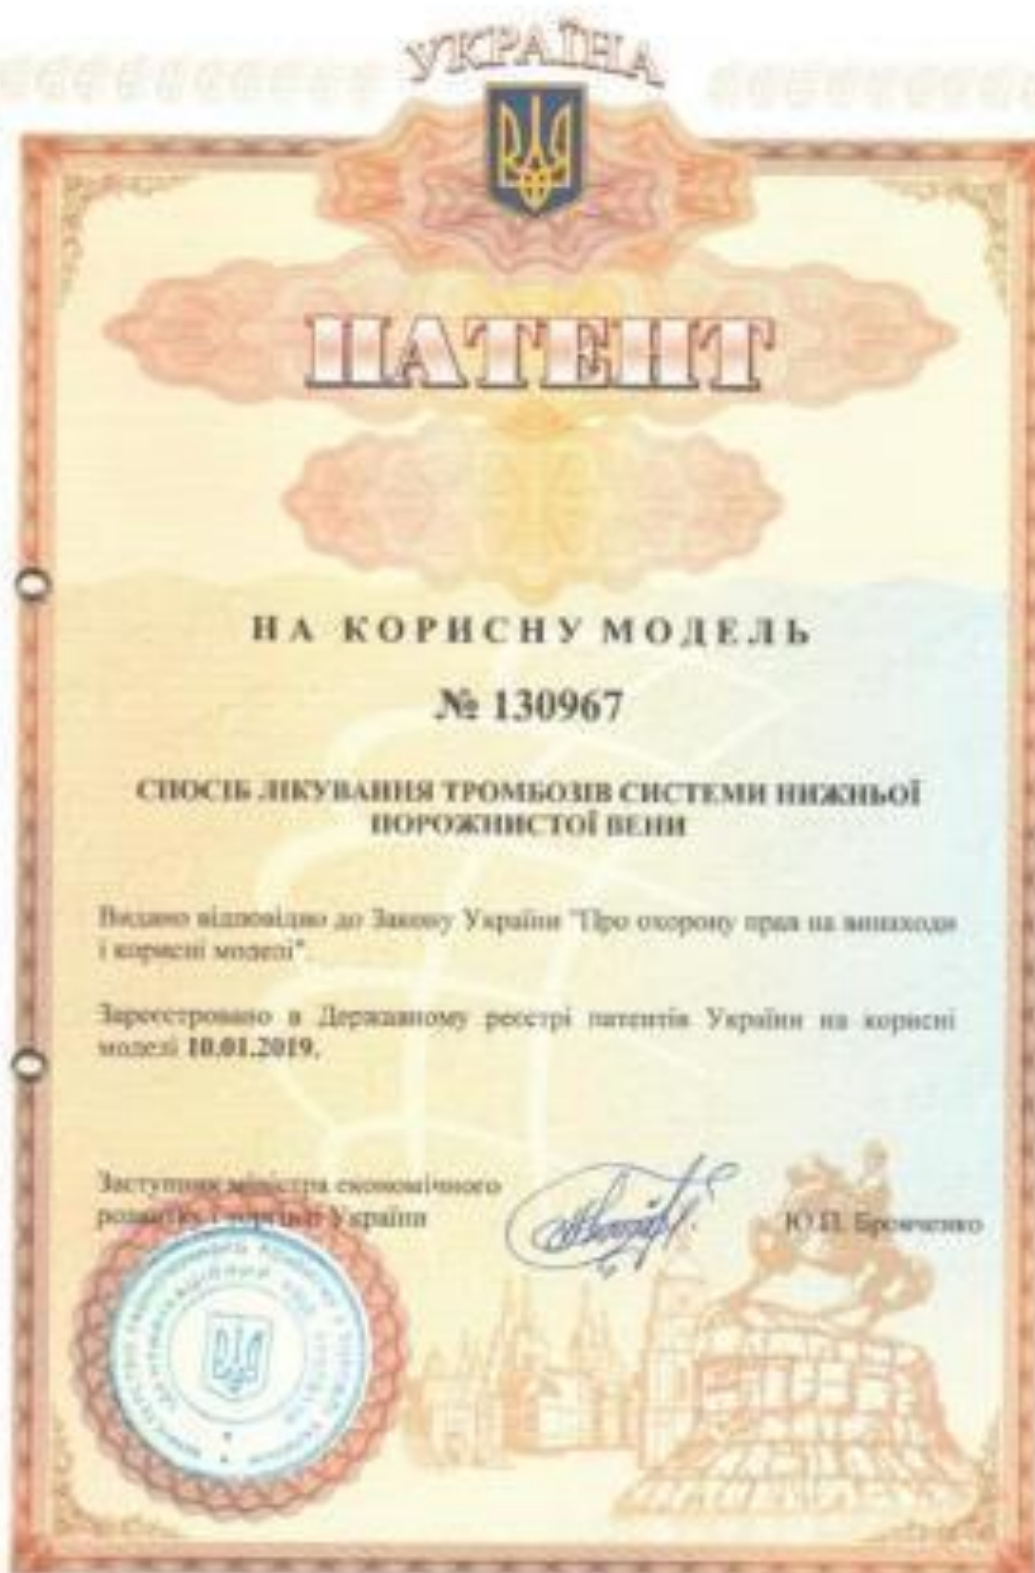 УКРАЇНА
ПАТЕНТ
НА КОРИСНУ МОДЕЛЬ
№ 130967
СПОСІБ ЛІКУВАННЯ ТРОМБОЗІВ СИСТЕМИ НИЖНЬОЇ
ПОРОЖНИСТОЇ ВЕНИ
Видано відповідно до Закону України "Про охорону прав на винаходи
і корисні моделі".
Зареєстровано в Державному реєстрі патентів України на корисні
моделі 10.01.2019.
Заступник міністра економічного
розвитку і торгівлі України
Ю.П. Бровченко